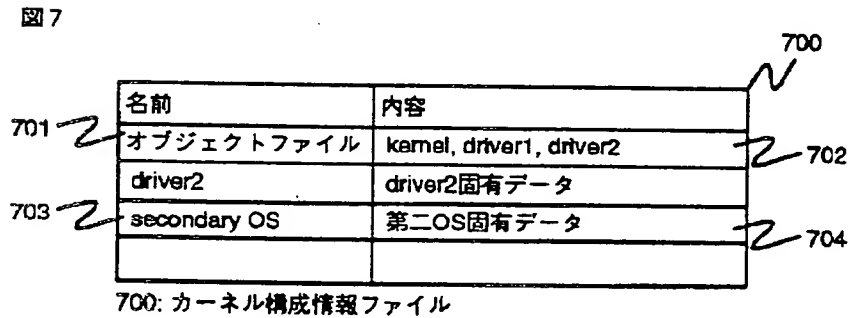 図7
700
名前 内容
701 オブジェクトファイル kernel, driver1, driver2 702
driver2 driver2固有データ
703 secondary OS 第二OS固有データ 704
700: カーネル構成情報ファイル